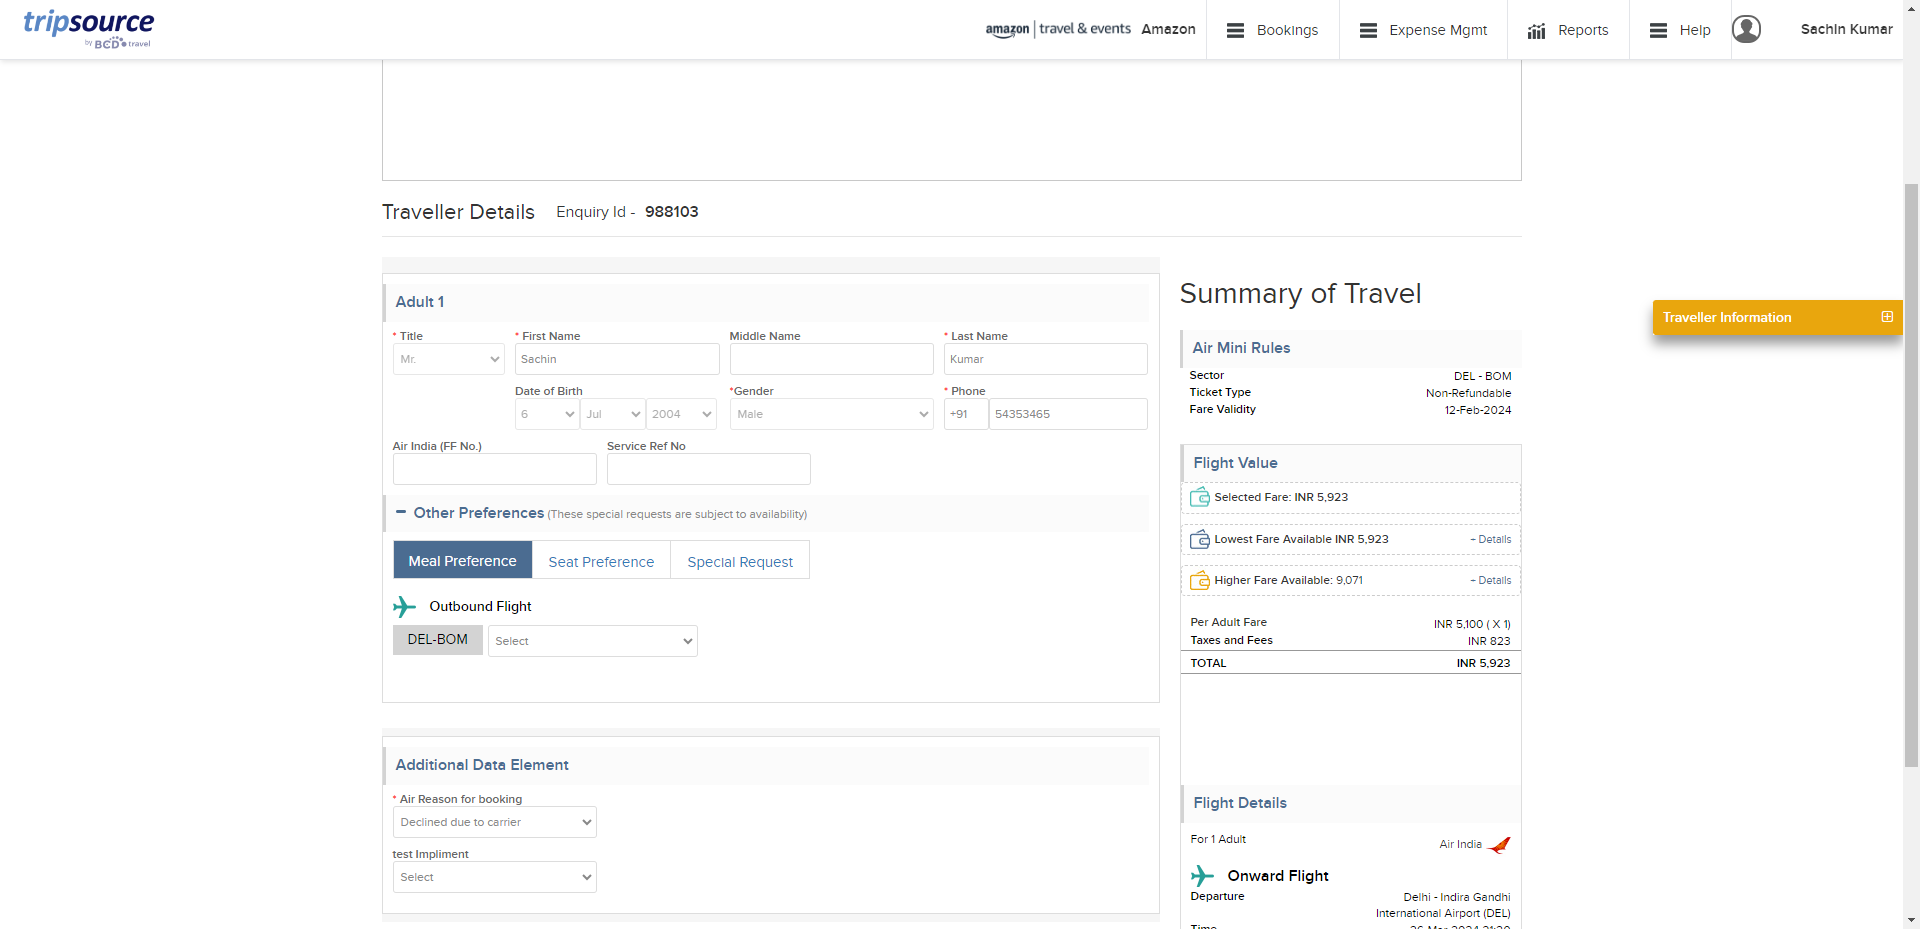 tripsource
by BCD travel
amazon | travel & events Amazon
Bookings
Expense Mgmt
Reports
Help
Sachin Kumar
Traveller Details Enquiry Id - 988103
Traveller Information
Adult 1
* Title
* First Name
Middle Name
* Last Name
Mr.
Sachin
Kumar
Date of Birth
*Gender
* Phone
6
Jul
2004
Male
+91
54353465
Air India (FF No.)
Service Ref No
Other Preferences (These special requests are subject to availability)
Meal Preference
Seat Preference
Special Request
Outbound Flight
DEL-BOM
Select
Additional Data Element
* Air Reason for booking
Declined due to carrier
test Impliment
Select
Summary of Travel
Air Mini Rules
Sector DEL - BOM
Ticket Type Non-Refundable
Fare Validity 12-Feb-2024
Flight Value
Selected Fare: INR 5,923
Lowest Fare Available INR 5,923 + Details
Higher Fare Available: 9,071 + Details
Per Adult Fare INR 5,100 ( X 1)
Taxes and Fees INR 823
TOTAL INR 5,923
Flight Details
For 1 Adult Air India
Onward Flight
Departure Delhi - Indira Gandhi
International Airport (DEL)